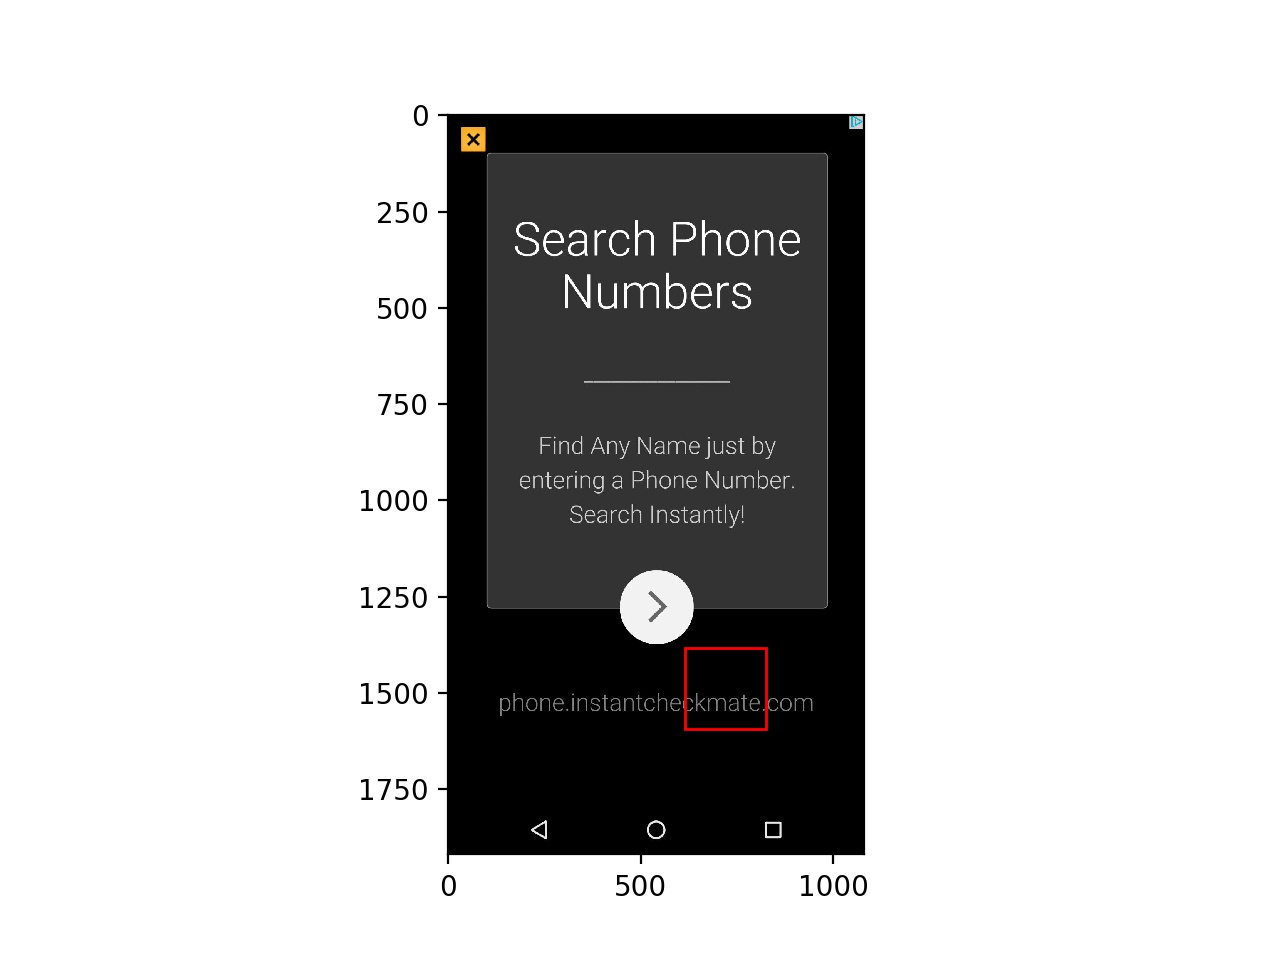 0
250
Search Phone
Numbers
500
750
Find Any Name just by
entering a Phone Number.
Search Instantly!
1000
1250
1500
phone.instantcheckmate.com
1750
0
500
1000